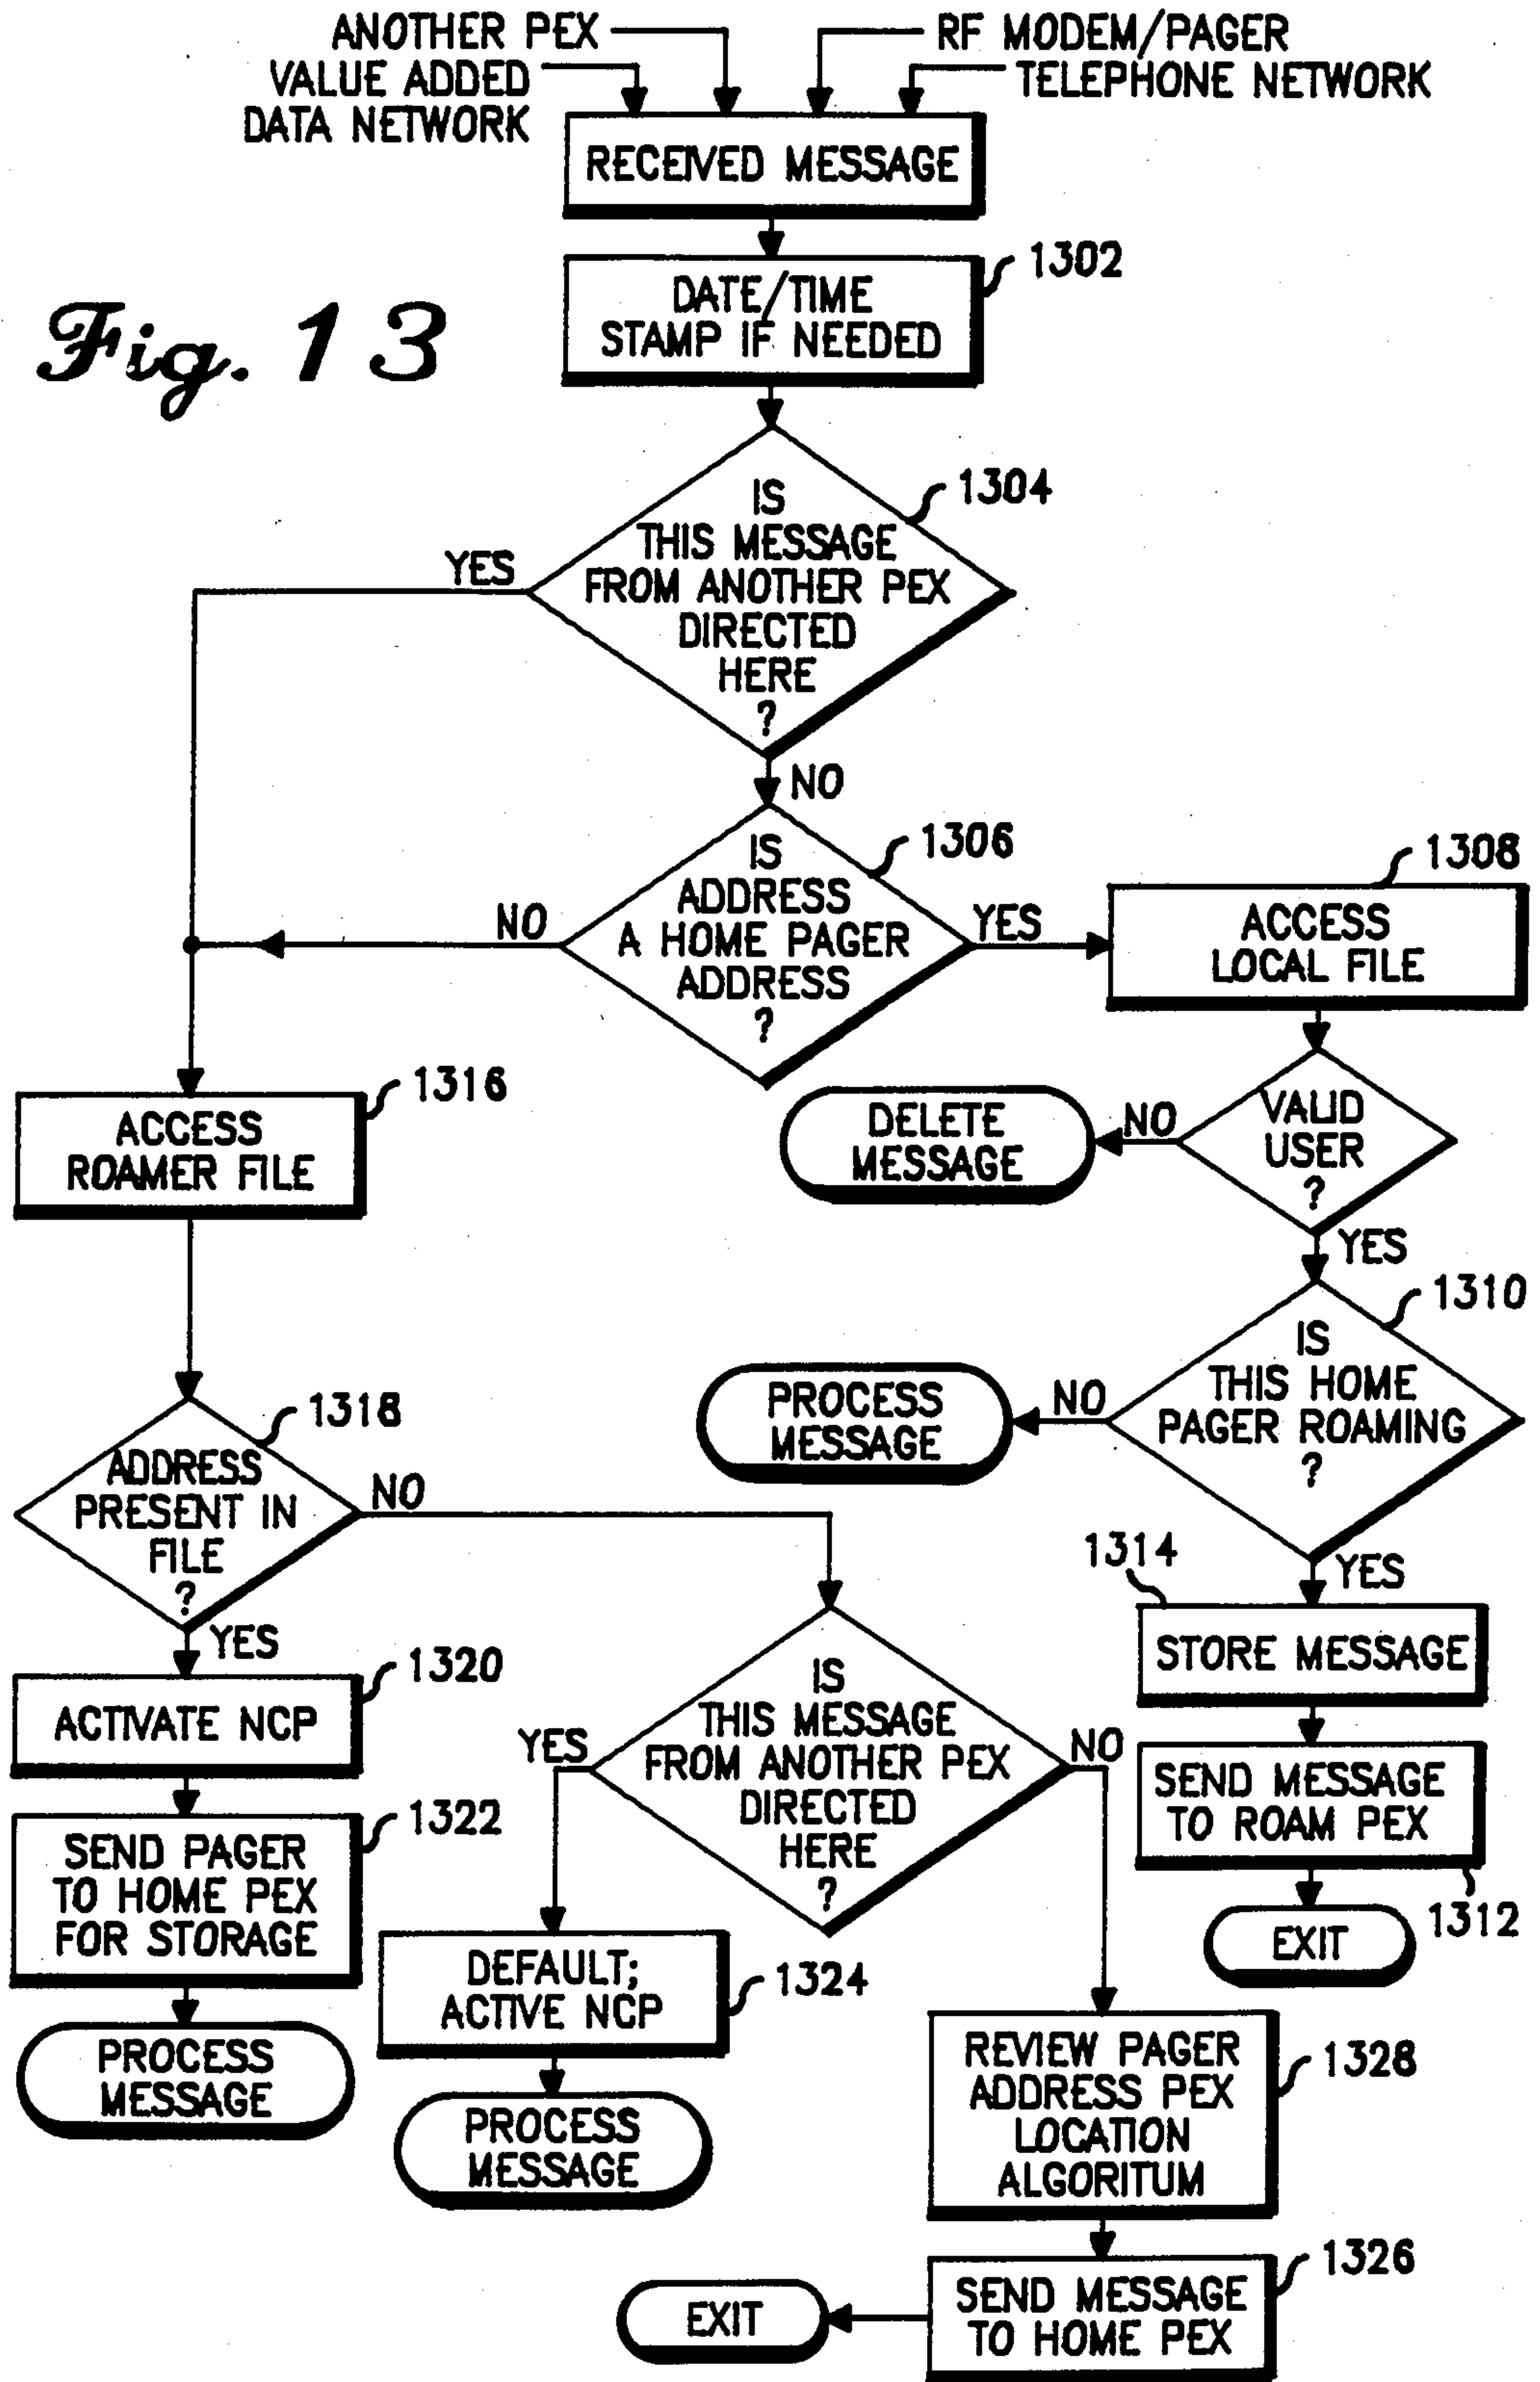 ANOTHER PEX
RF MODEM/PAGER
VALUE ADDED
DATA NETWORK
TELEPHONE NETWORK
RECEIVED MESSAGE
1302
DATE/TIME
STAMP IF NEEDED
Fig. 13
1304
IS
THIS MESSAGE
FROM ANOTHER PEX
DIRECTED
HERE
?
YES
NO
1306
IS
ADDRESS
A HOME PAGER
ADDRESS
?
NO
YES
1308
ACCESS
LOCAL FILE
1316
ACCESS
ROAMER FILE
VALID
USER
?
NO
DELETE
MESSAGE
YES
1310
IS
THIS HOME
PAGER ROAMING
?
NO
PROCESS
MESSAGE
YES
1318
ADDRESS
PRESENT IN
FILE
?
NO
YES
1314
STORE MESSAGE
1320
ACTIVATE NCP
IS
THIS MESSAGE
FROM ANOTHER PEX
DIRECTED
HERE
?
YES
NO
SEND MESSAGE
TO ROAM PEX
1312
EXIT
1322
SEND PAGER
TO HOME PEX
FOR STORAGE
PROCESS
MESSAGE
DEFAULT;
ACTIVE NCP
1324
PROCESS
MESSAGE
REVIEW PAGER
ADDRESS PEX
LOCATION
ALGORITUM
1328
SEND MESSAGE
TO HOME PEX
1326
EXIT